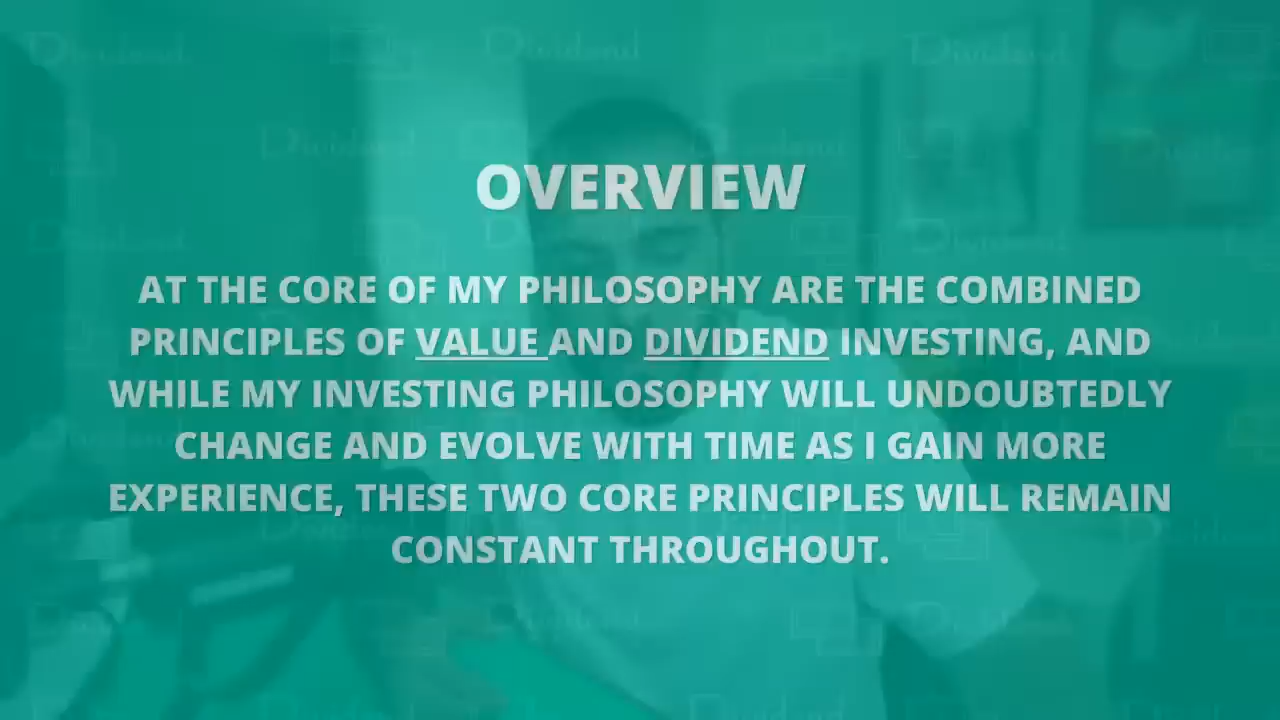 OVERVIEW
AT THE CORE OF MY PHILOSOPHY ARE THE COMBINED
PRINCIPLES OF VALUE AND DIVIDEND INVESTING, AND
WHILE MY INVESTING PHILOSOPHY WILL UNDOUBTEDLY
CHANGE AND EVOLVE WITH TIME AS I GAIN MORE
EXPERIENCE, THESE TWO CORE PRINCIPLES WILL REMAIN
CONSTANT THROUGHOUT.